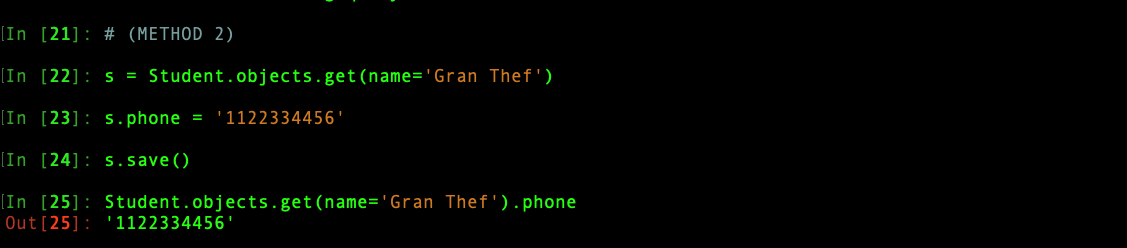 [In [21]: # (METHOD 2)
[In [22]: s = Student.objects.get(name='Gran Thef')
[In [23]: s.phone = '1122334456'
[In [24]: s.save()
[In [25]: Student.objects.get(name='Gran Thef').phone
Out[25]: '1122334456'